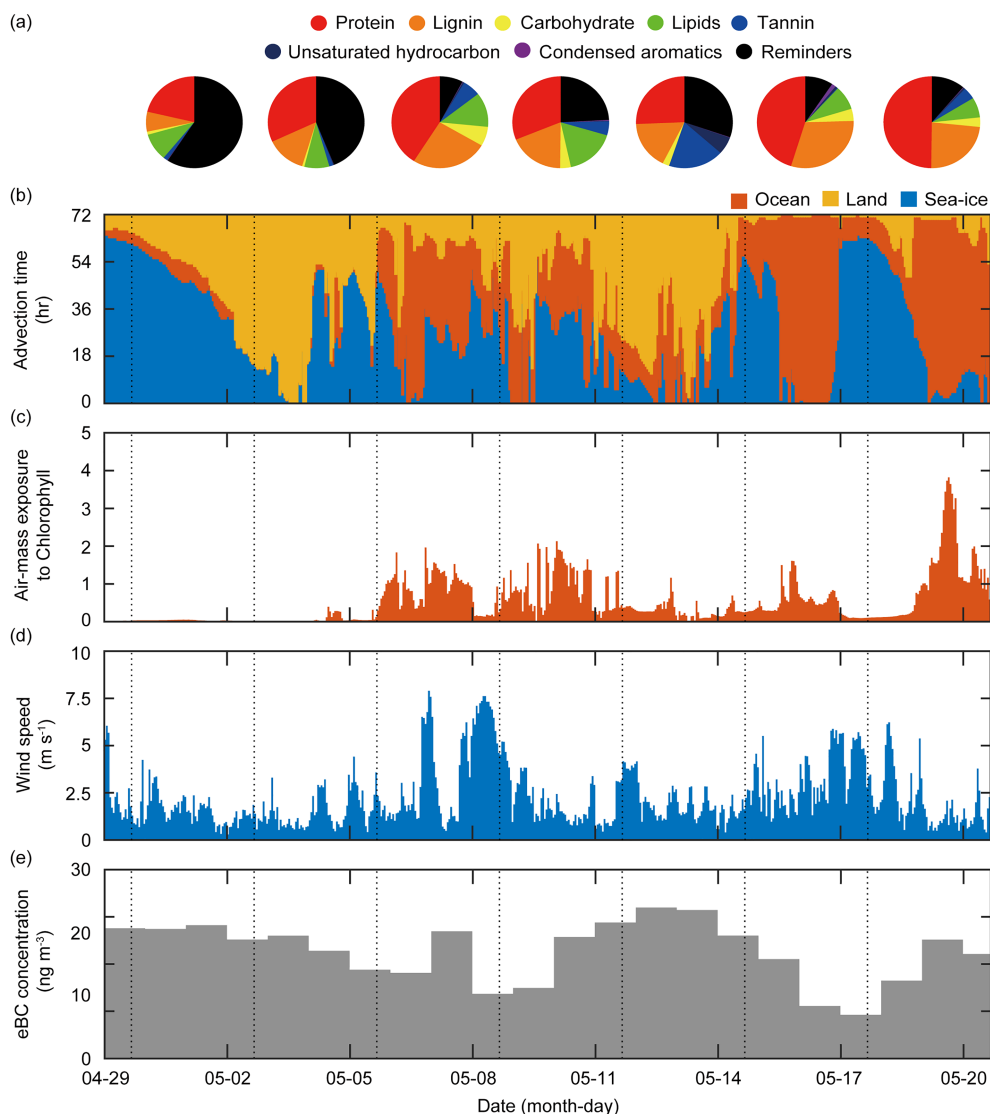 (a)
Protein Lignin Carbohydrate Lipids Tannin
Unsaturated hydrocarbon Condensed aromatics Reminders
(b)
Ocean Land Sea-ice
72
54
36
18
0
Advection time
(hr)
(c)
5
4
3
2
1
0
Air-mass exposure
to Chlorophyll
(d)
10
7.5
5
2.5
0
Wind speed
(m s⁻¹)
(e)
30
20
10
0
eBC concentration
(ng m⁻³)
04-29 05-02 05-05 05-08 05-11 05-14 05-17 05-20
Date (month-day)